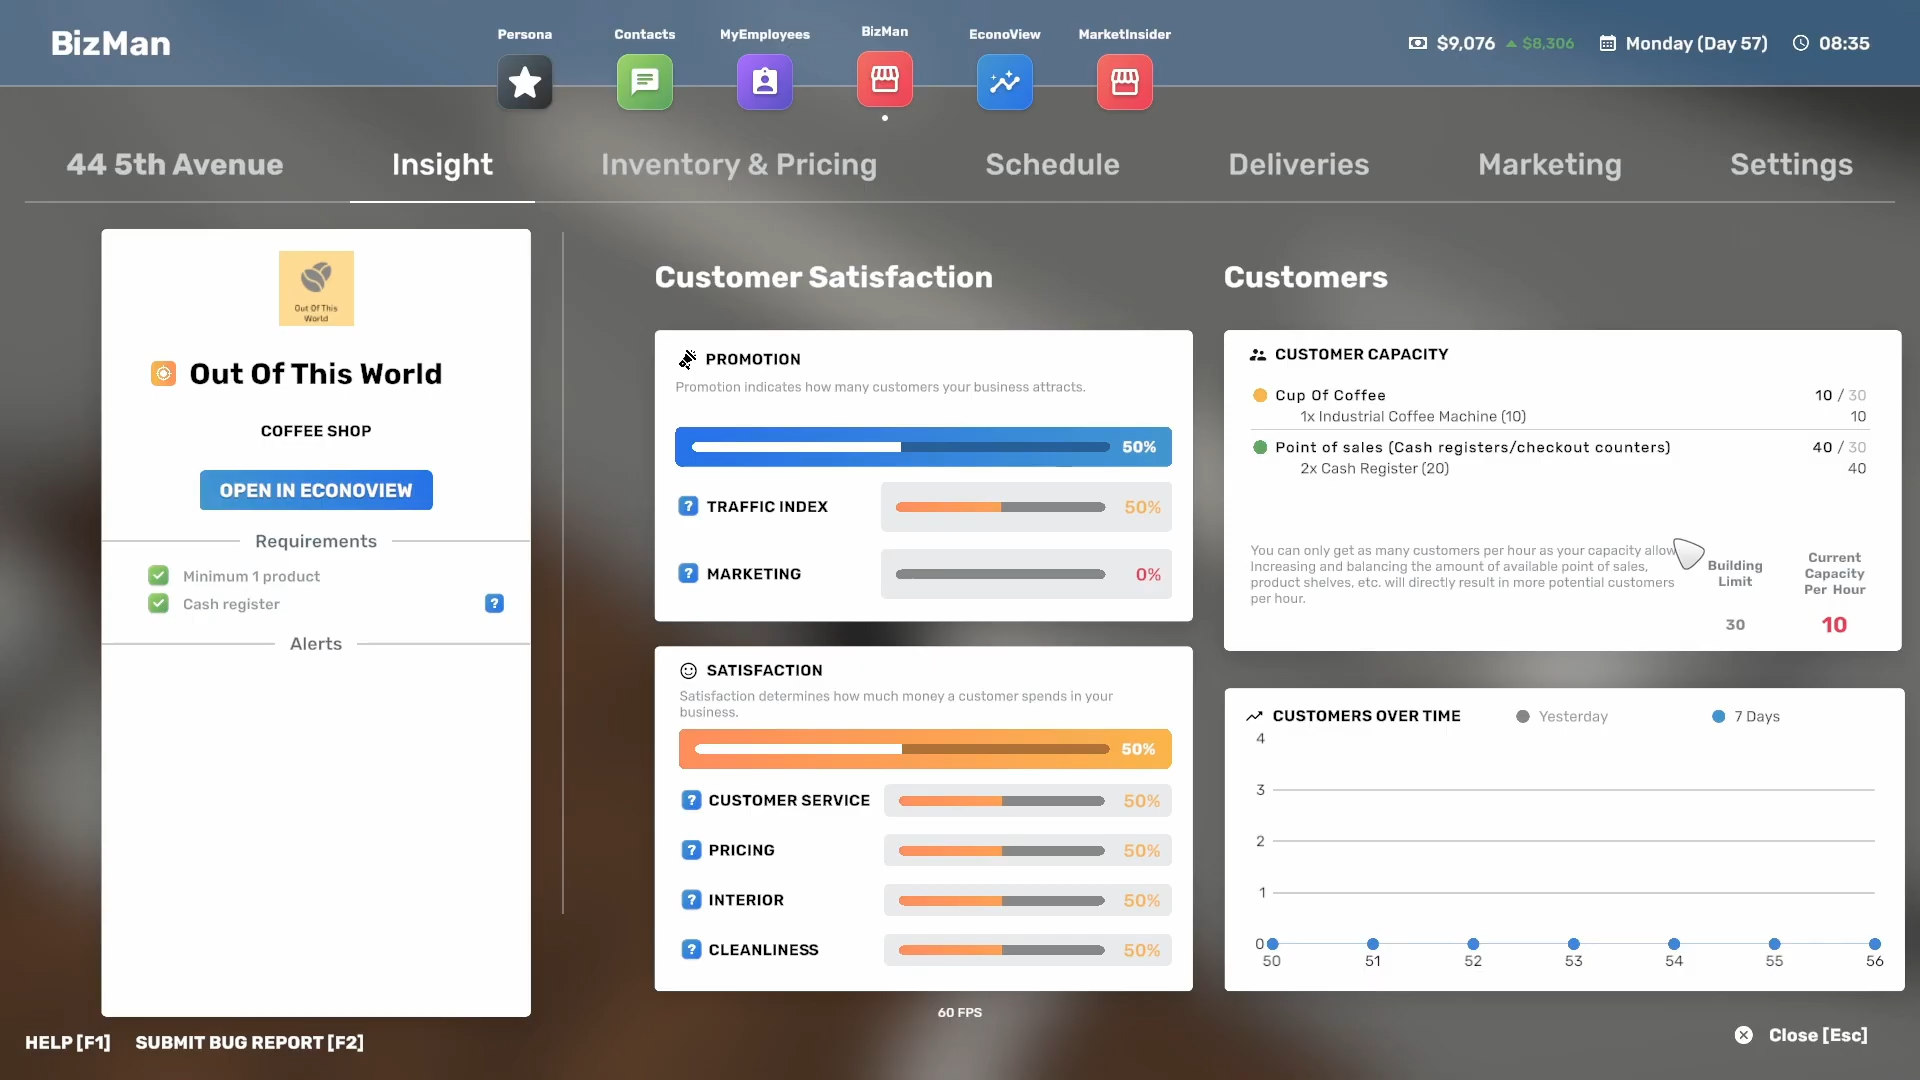 BizMan
Persona
Contacts
MyEmployees
BizMan
EconoView
MarketInsider
$9,076
$8,306
Monday (Day 57)
08:35
44 5th Avenue
Insight
Inventory & Pricing
Schedule
Deliveries
Marketing
Settings
Out Of This
World
Out Of This World
COFFEE SHOP
OPEN IN ECONOVIEW
Requirements
Minimum 1 product
Cash register
?
Alerts
Customer Satisfaction
PROMOTION
Promotion indicates how many customers your business attracts.
50%
? TRAFFIC INDEX 50%
? MARKETING 0%
SATISFACTION
Satisfaction determines how much money a customer spends in your
business.
50%
? CUSTOMER SERVICE 50%
? PRICING 50%
? INTERIOR 50%
? CLEANLINESS 50%
Customers
CUSTOMER CAPACITY
Cup Of Coffee 10 / 30
1x Industrial Coffee Machine (10) 10
Point of sales (Cash registers/checkout counters) 40 / 30
2x Cash Register (20) 40
You can only get as many customers per hour as your capacity allow
Increasing and balancing the amount of available point of sales,
product shelves, etc. will directly result in more potential customers
per hour.
Building
Limit
30
Current
Capacity
Per Hour
10
CUSTOMERS OVER TIME
Yesterday
7 Days
4
3
2
1
0
50 51 52 53 54 55 56
60 FPS
HELP [F1]
SUBMIT BUG REPORT [F2]
Close [Esc]